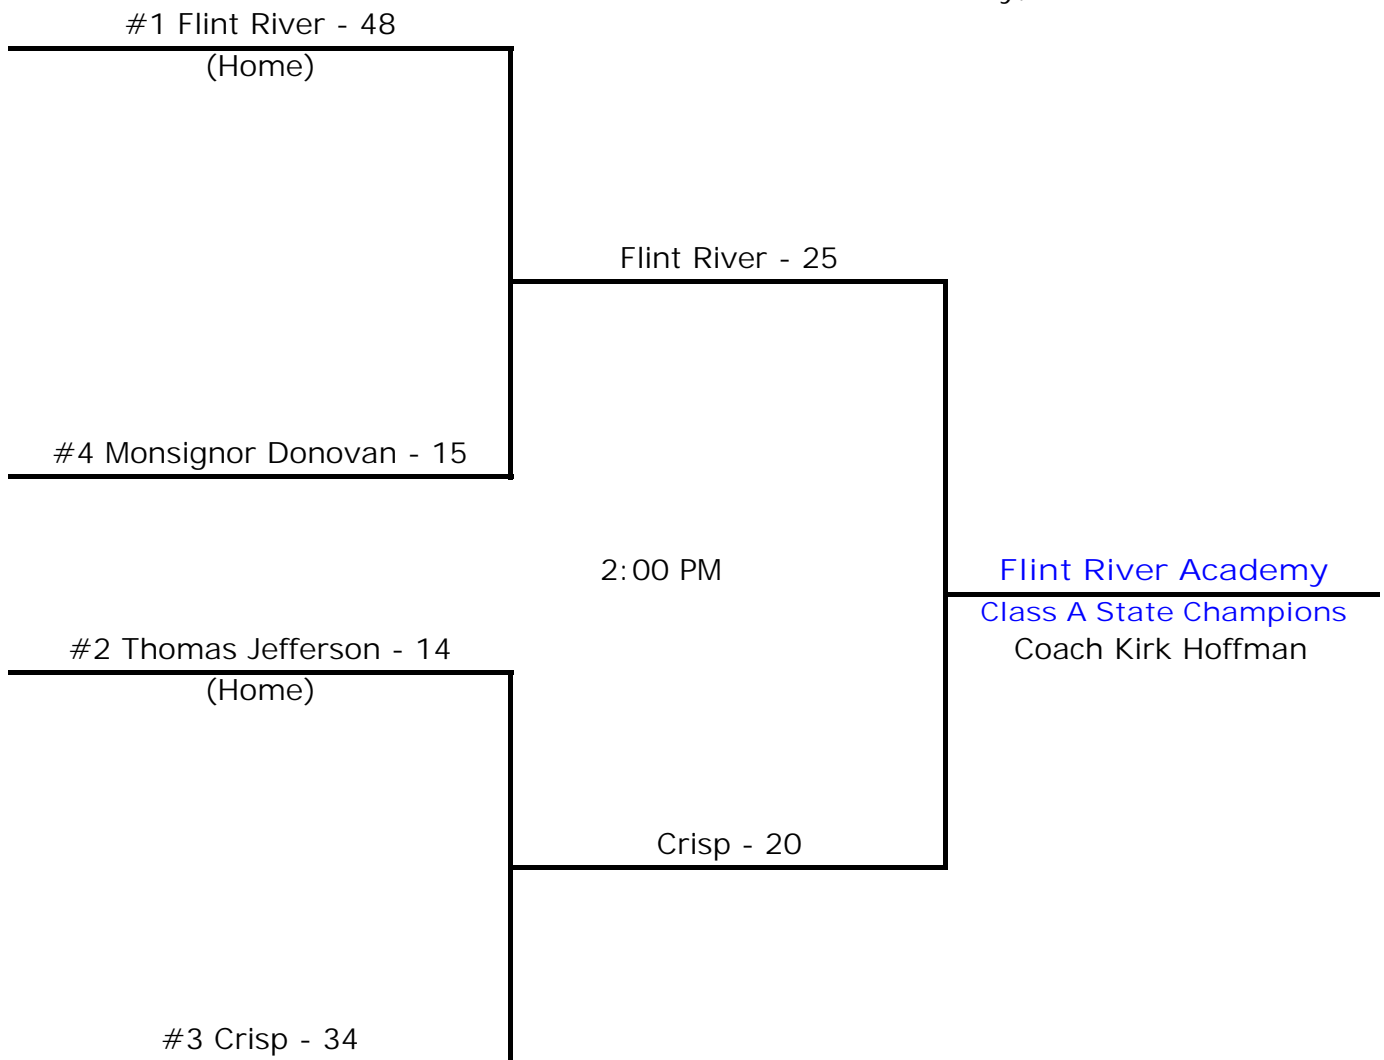 #1 Flint River - 48
(Home)
Flint River - 25
#4 Monsignor Donovan - 15
2:00 PM
Flint River Academy
Class A State Champions
#2 Thomas Jefferson - 14
Coach Kirk Hoffman
(Home)
Crisp - 20
#3 Crisp - 34